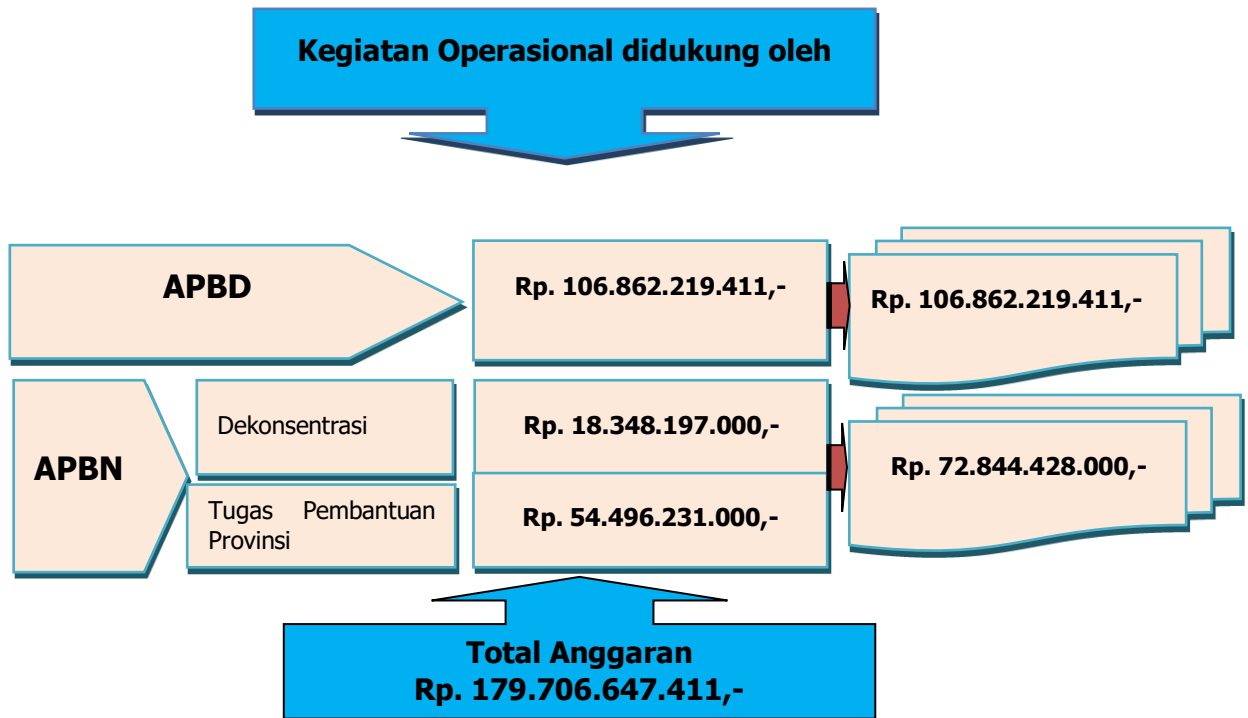 Kegiatan Operasional didukung oleh
APBD
Rp. 106.862.219.411,-
Rp. 106.862.219.411,-
APBN
Dekonsentrasi
Rp. 18.348.197.000,-
Tugas Pembantuan
Provinsi
Rp. 54.496.231.000,-
Rp. 72.844.428.000,-
Total Anggaran
Rp. 179.706.647.411,-